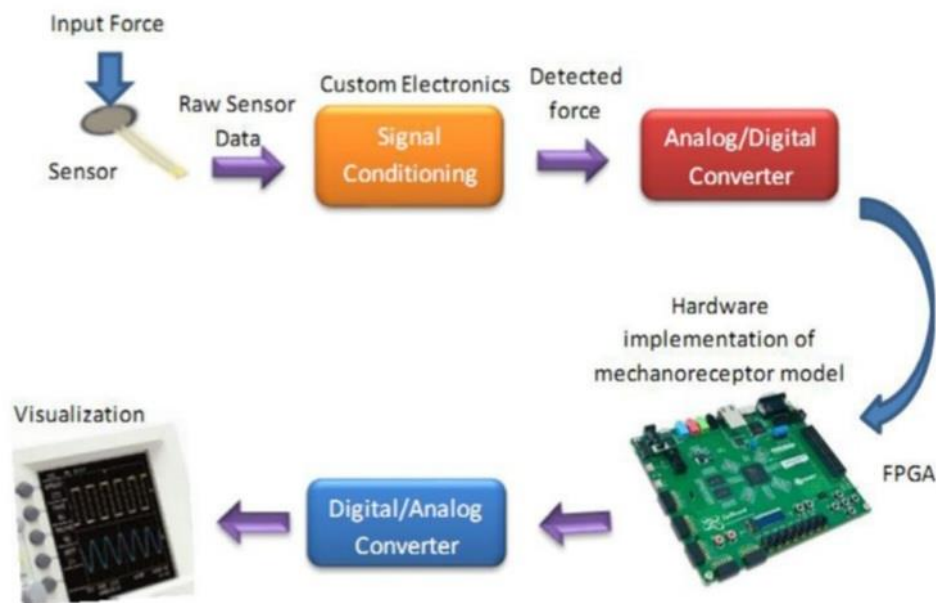 Input Force
Sensor
Raw Sensor
Data
Custom Electronics
Signal
Conditioning
Detected
force
Analog/Digital
Converter
Hardware
implementation of
mechanoreceptor model
FPGA
Digital/Analog
Converter
Visualization